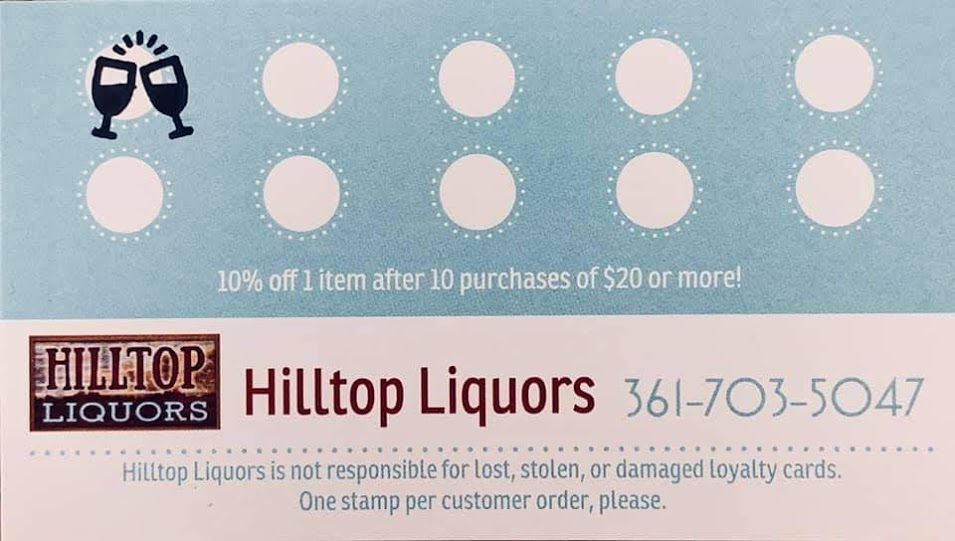 10% off 1 item after 10 purchases of $20 or more!
HILLTOP
LIQUORS
Hilltop Liquors 361-703-5047
Hilltop Liquors is not responsible for lost, stolen, or damaged loyalty cards.
One stamp per customer order, please.